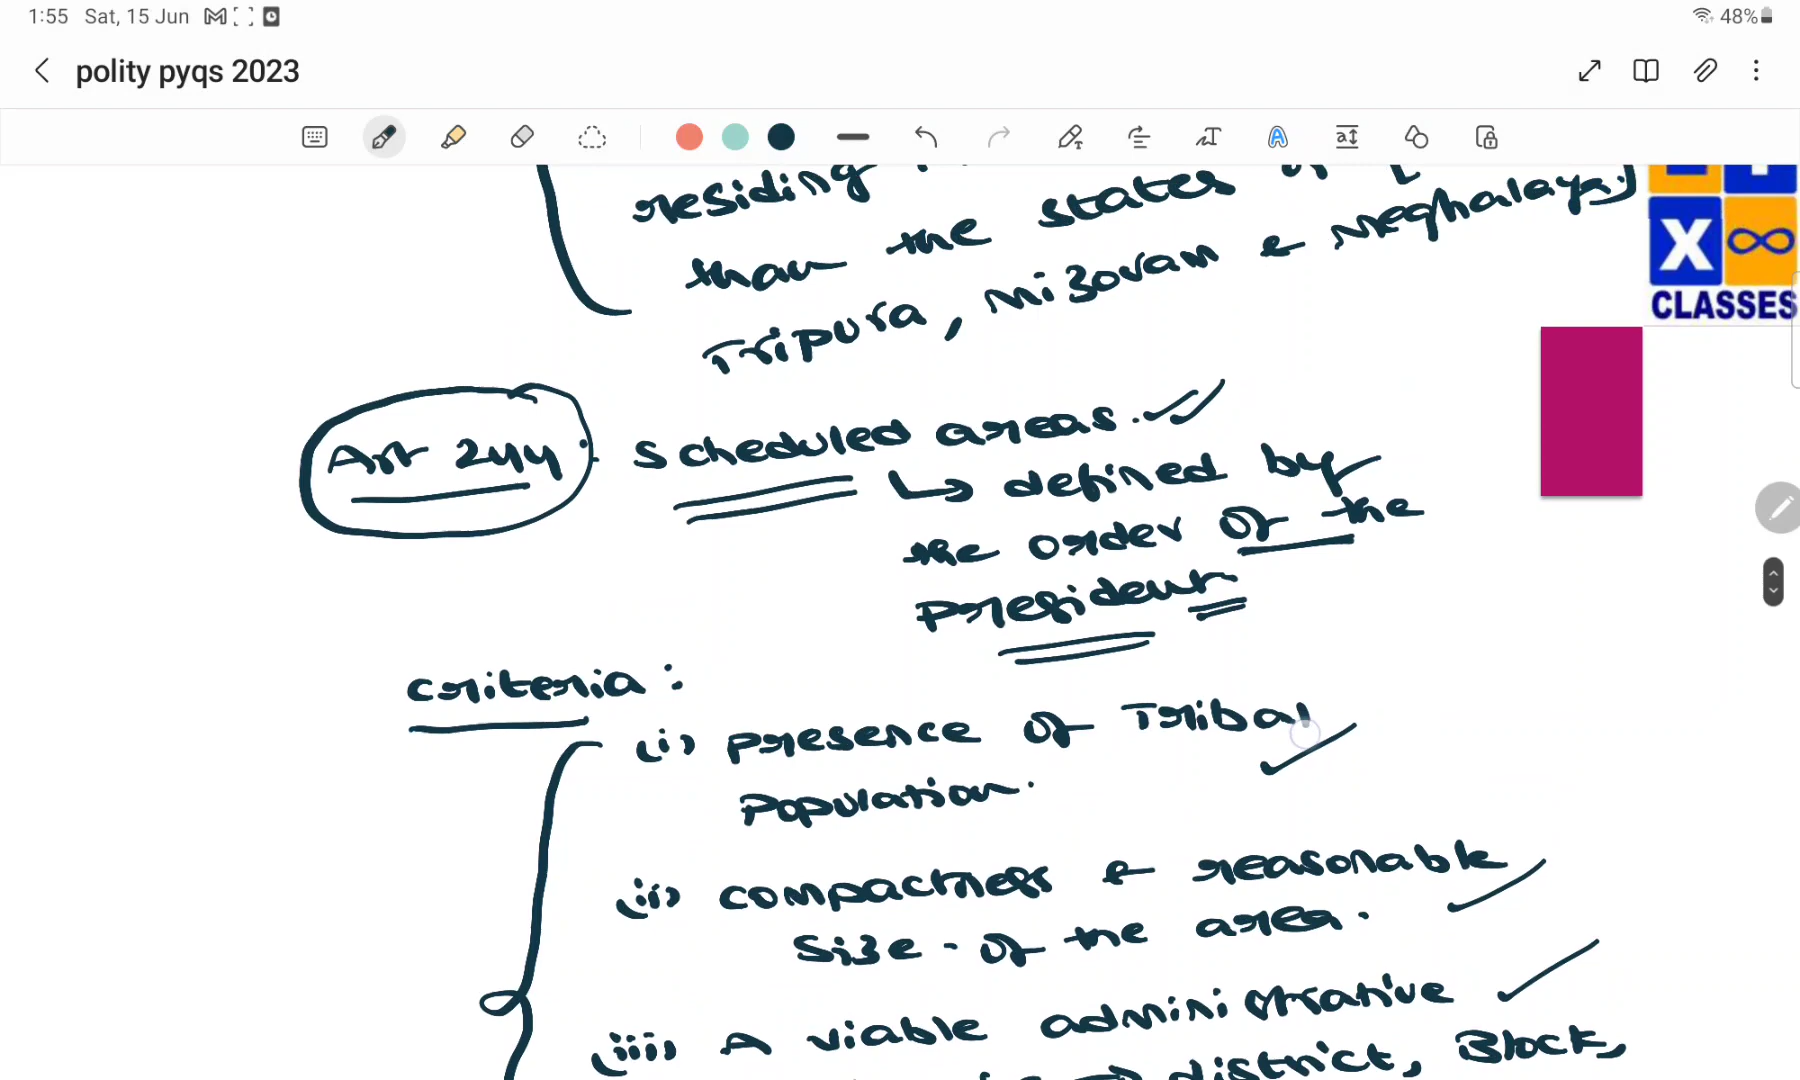 1:55 Sat, 15 Jun
48%
polity pyqs 2023
residing
than the states of
Tripura, Mizoram & Meghalaya.)
X ∞
CLASSES
Art 244: Scheduled areas.
↳ defined by
the order of the
President
Criteria:
(i) Presence of Tribal
Population.
(ii) Compactness & reasonable
Size of the area.
(iii) A viable administrative
district, Block,